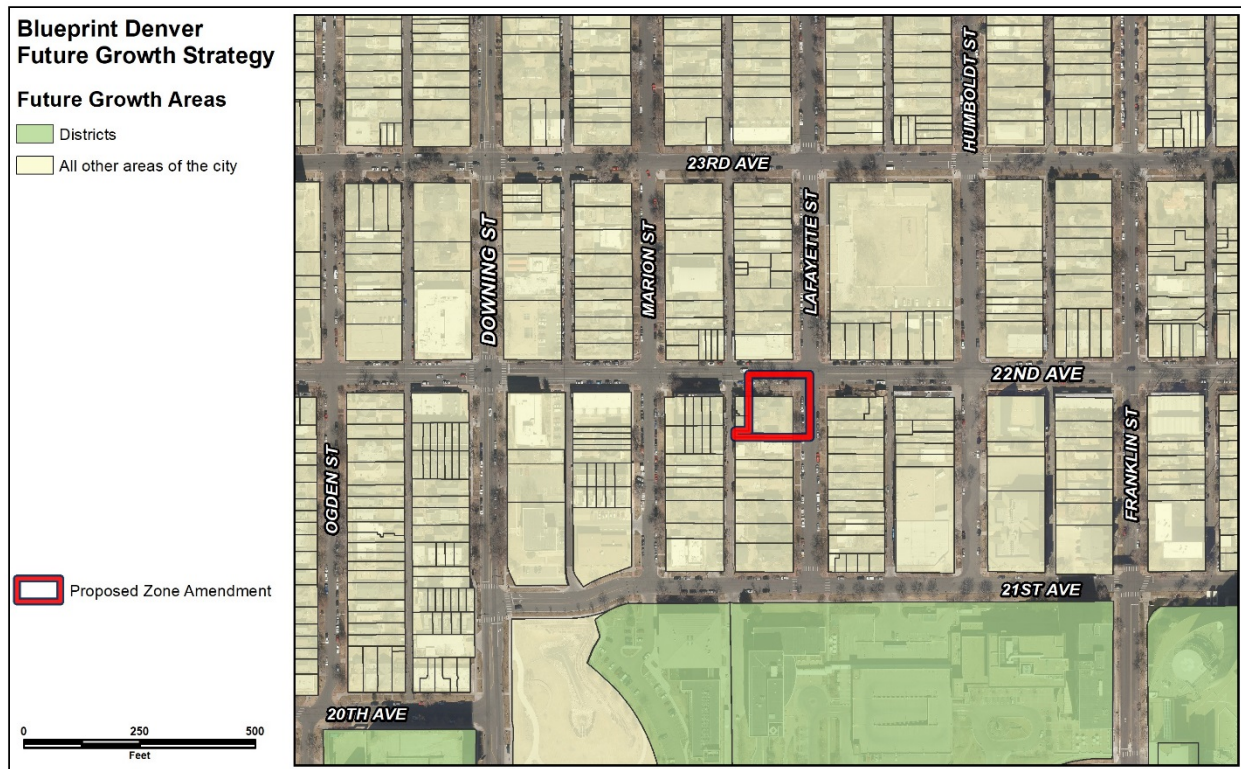 Blueprint Denver
Future Growth Strategy
Future Growth Areas
Districts
All other areas of the city
Proposed Zone Amendment
0 250 500
Feet
23RD AVE
HUMBOLDT ST
DOWNING ST
MARION ST
LAFAYETTE ST
22ND AVE
OGDEN ST
FRANKLIN ST
21ST AVE
20TH AVE